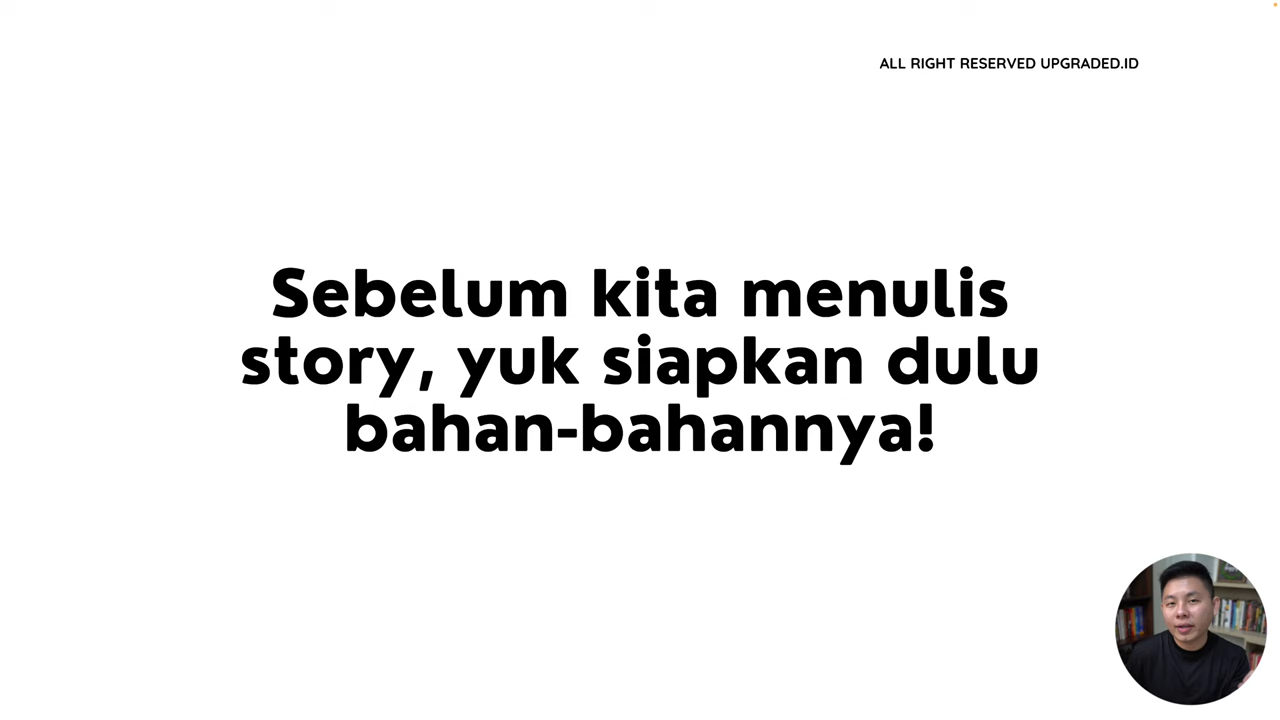 ALL RIGHT RESERVED UPGRADED.ID
Sebelum kita menulis
story, yuk siapkan dulu
bahan-bahannya!